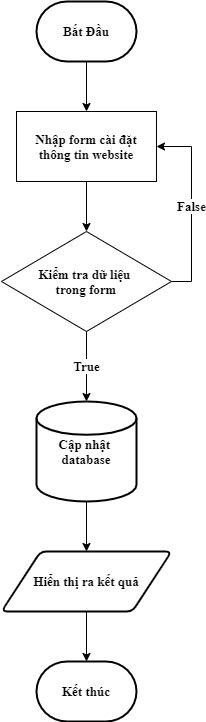 Bắt Đầu
Nhập form cài đặt
thông tin website
False
Kiểm tra dữ liệu
trong form
True
Cập nhật
database
Hiển thị ra kết quả
Kết thúc